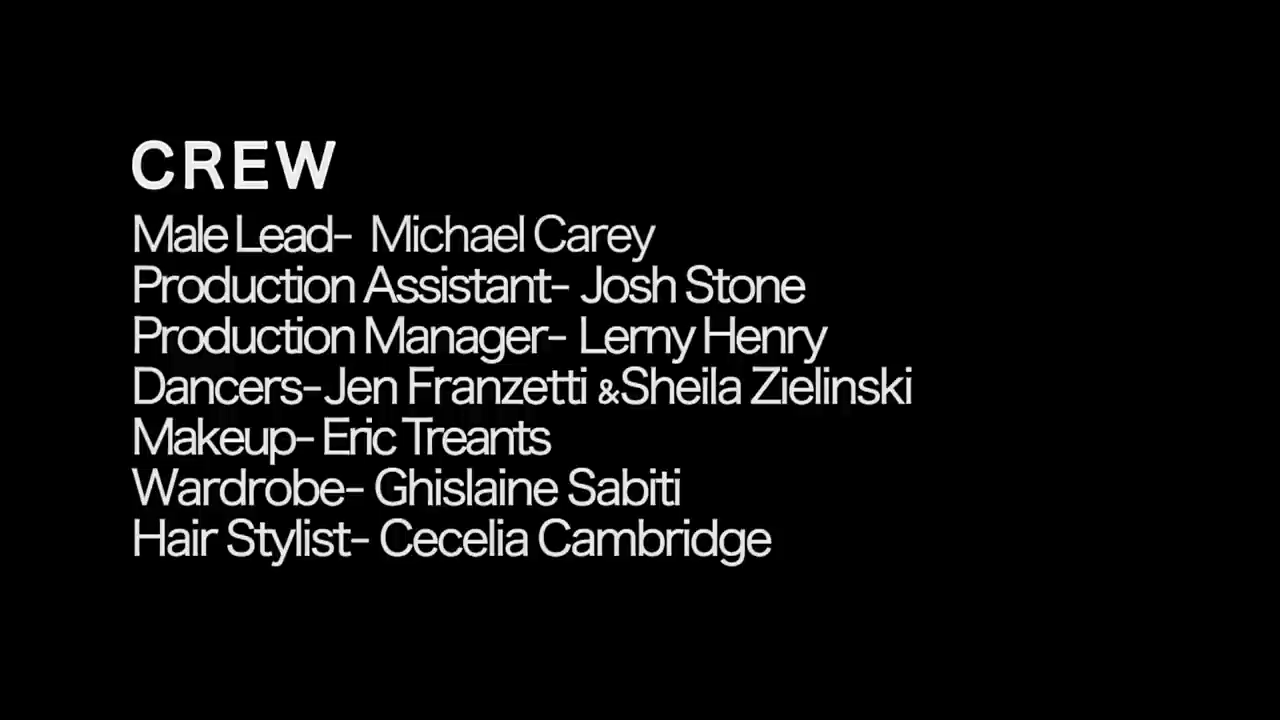 CREW
Male Lead- Michael Carey
Production Assistant- Josh Stone
Production Manager- Lerny Henry
Dancers-Jen Franzetti &Sheila Zielinski
Makeup- Eric Treants
Wardrobe- Ghislaine Sabiti
Hair Stylist- Cecelia Cambridge